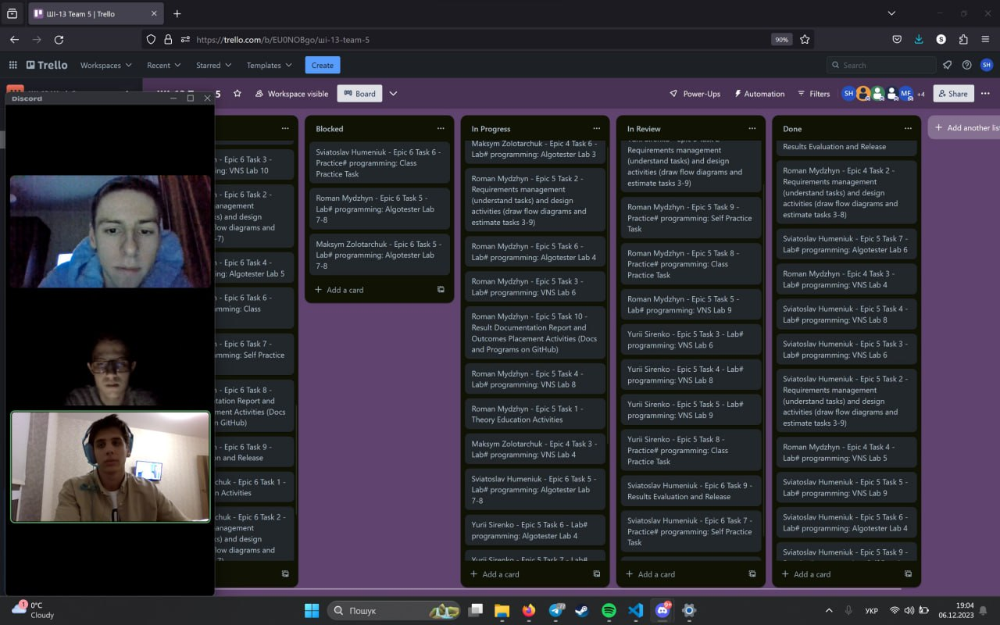 ШІ-13 Team 5 | Trello
https://trello.com/b/EU0NOBgo/ші-13-team-5
90%
S
Trello
Workspaces
Recent
Starred
Templates
Create
Search
SH
5
Workspace visible
Board
Power-Ups
Automation
Filters
SH
MF
+4
Share
Discord
- Epic 6 Task 3 -
ng: VNS Lab 10
- Epic 6 Task 2 -
anagement
ks) and design
flow diagrams and
-7)
- Epic 6 Task 4 -
ng: Algotester Lab 5
- Epic 6 Task 6 -
mming: Class
- Epic 6 Task 7 -
mming: Self Practice
- Epic 6 Task 8 -
tation Report and
ment Activities (Docs
n GitHub)
- Epic 6 Task 9 -
on and Release
chuk - Epic 6 Task 1 -
n Activities
chuk - Epic 6 Task 2 -
anagement
ks) and design
flow diagrams and
Blocked
Sviatoslav Humeniuk - Epic 6 Task 6 -
Practice# programming: Class
Practice Task
Roman Mydzhyn - Epic 6 Task 5 -
Lab# programming: Algotester Lab
7-8
Maksym Zolotarchuk - Epic 6 Task 5 -
Lab# programming: Algotester Lab
7-8
Add a card
In Progress
Maksym Zolotarchuk - Epic 4 Task 6 -
Lab# programming: Algotester Lab 3
Roman Mydzhyn - Epic 5 Task 2 -
Requirements management
(understand tasks) and design
activities (draw flow diagrams and
estimate tasks 3-9)
Roman Mydzhyn - Epic 5 Task 6 -
Lab# programming: Algotester Lab 4
Roman Mydzhyn - Epic 5 Task 3 -
Lab# programming: VNS Lab 6
Roman Mydzhyn - Epic 5 Task 10 -
Result Documentation Report and
Outcomes Placement Activities (Docs
and Programs on GitHub)
Roman Mydzhyn - Epic 5 Task 4 -
Lab# programming: VNS Lab 8
Roman Mydzhyn - Epic 5 Task 1 -
Theory Education Activities
Maksym Zolotarchuk - Epic 4 Task 3 -
Lab# programming: VNS Lab 4
Sviatoslav Humeniuk - Epic 6 Task 5 -
Lab# programming: Algotester Lab
7-8
Yurii Sirenko - Epic 5 Task 6 - Lab#
programming: Algotester Lab 4
Yurii Sirenko - Epic 5 Task 7 - Lab#
Add a card
In Review
Yurii Sirenko - Epic 5 Task 2 -
Requirements management
(understand tasks) and design
activities (draw flow diagrams and
estimate tasks 3-9)
Roman Mydzhyn - Epic 5 Task 9 -
Practice# programming: Self Practice
Task
Roman Mydzhyn - Epic 5 Task 8 -
Practice# programming: Class
Practice Task
Roman Mydzhyn - Epic 5 Task 5 -
Lab# programming: VNS Lab 9
Yurii Sirenko - Epic 5 Task 3 - Lab#
programming: VNS Lab 6
Yurii Sirenko - Epic 5 Task 4 - Lab#
programming: VNS Lab 8
Yurii Sirenko - Epic 5 Task 5 - Lab#
programming: VNS Lab 9
Yurii Sirenko - Epic 5 Task 8 -
Practice# programming: Class
Practice Task
Sviatoslav Humeniuk - Epic 6 Task 9 -
Results Evaluation and Release
Sviatoslav Humeniuk - Epic 6 Task 7 -
Practice# programming: Self Practice
Task
Add a card
Done
Results Evaluation and Release
Roman Mydzhyn - Epic 4 Task 2 -
Requirements management
(understand tasks) and design
activities (draw flow diagrams and
estimate tasks 3-8)
Sviatoslav Humeniuk - Epic 5 Task 7 -
Lab# programming: Algotester Lab 6
Roman Mydzhyn - Epic 4 Task 3 -
Lab# programming: VNS Lab 4
Sviatoslav Humeniuk - Epic 5 Task 4 -
Lab# programming: VNS Lab 8
Sviatoslav Humeniuk - Epic 5 Task 3 -
Lab# programming: VNS Lab 6
Sviatoslav Humeniuk - Epic 5 Task 2 -
Requirements management
(understand tasks) and design
activities (draw flow diagrams and
estimate tasks 3-9)
Roman Mydzhyn - Epic 4 Task 4 -
Lab# programming: VNS Lab 5
Sviatoslav Humeniuk - Epic 5 Task 5 -
Lab# programming: VNS Lab 9
Sviatoslav Humeniuk - Epic 5 Task 6 -
Lab# programming: Algotester Lab 4
Sviatoslav Humeniuk - Epic 5 Task 9 -
Add a card
Add another lis
1
0°C
Cloudy
Пошук
УКР
19:04
06.12.2023